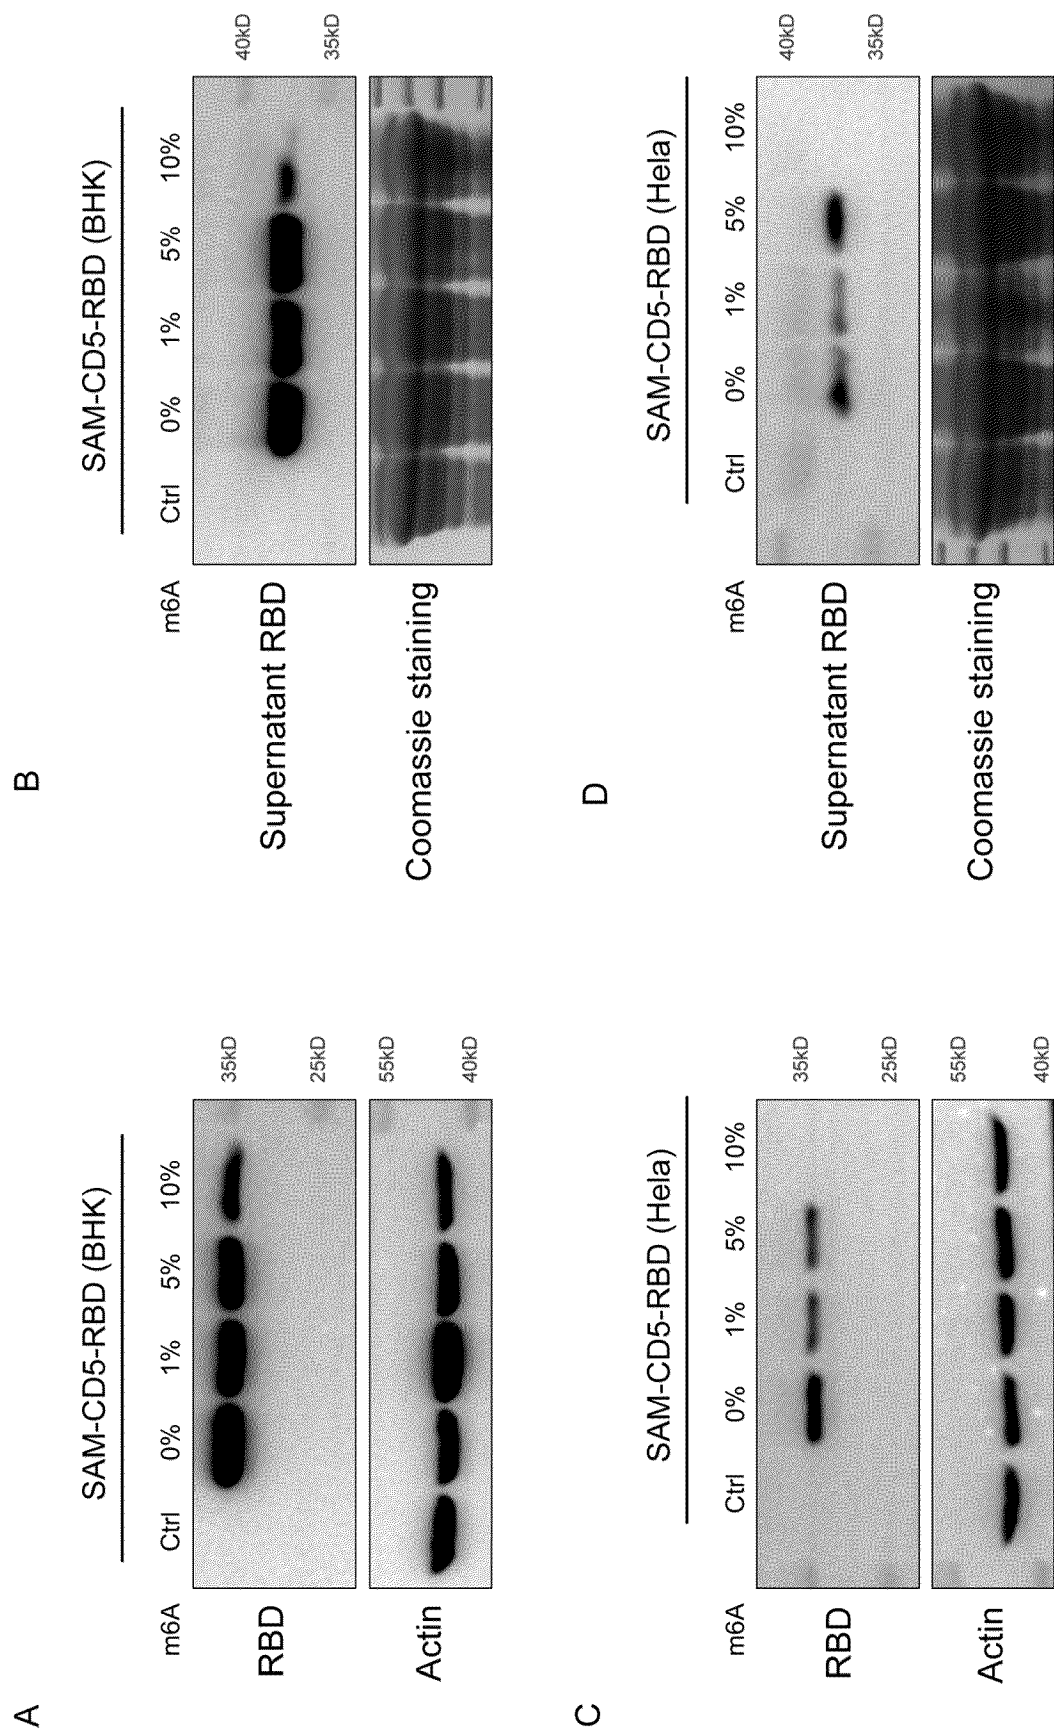 A
SAM-CD5-RBD (BHK)
m6A Ctrl 0% 1% 5% 10%
RBD
35kD
25kD
Actin
55kD
40kD
B
SAM-CD5-RBD (BHK)
m6A Ctrl 0% 1% 5% 10%
Supernatant RBD
40kD
35kD
Coomassie staining
C
SAM-CD5-RBD (Hela)
m6A Ctrl 0% 1% 5% 10%
RBD
35kD
25kD
Actin
55kD
40kD
D
SAM-CD5-RBD (Hela)
m6A Ctrl 0% 1% 5% 10%
Supernatant RBD
40kD
35kD
Coomassie staining